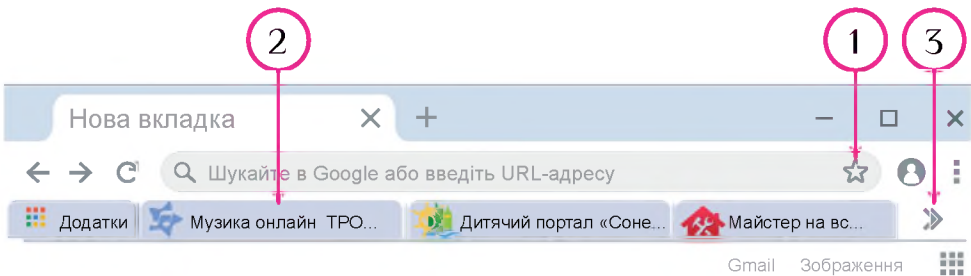 2 1 3
Нова вкладка
Шукайте в Google або введіть URL-адресу
Додатки Музика онлайн ТРО... Дитячий портал «Соне... Майстер на вс...
Gmail Зображення